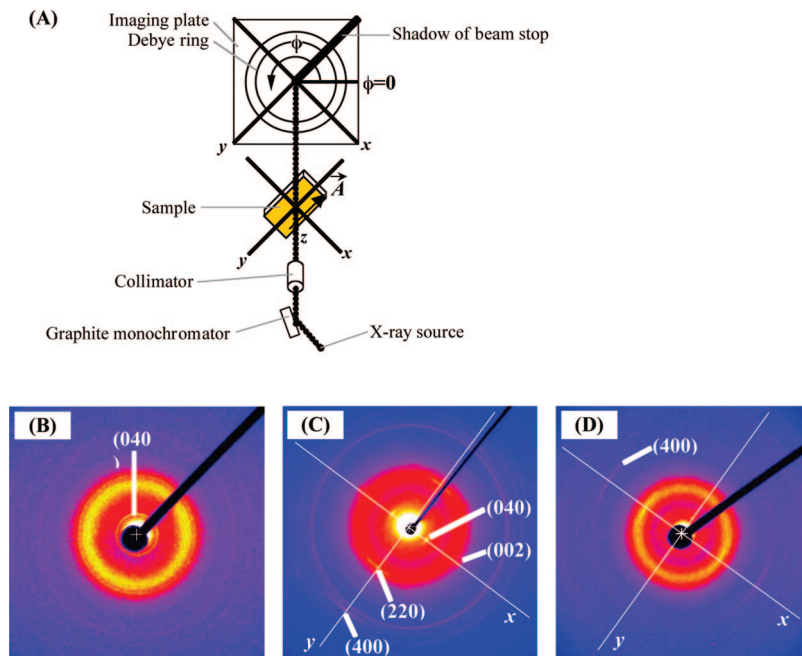 (A)
Imaging plate
Debye ring
ϕ
Shadow of beam stop
ϕ=0
y
x
Sample
A
z
y
x
Collimator
Graphite monochromator
X-ray source
(B)
(040
)
(C)
(040)
(002)
(220)
(400)
x
y
(D)
(400)
x
y